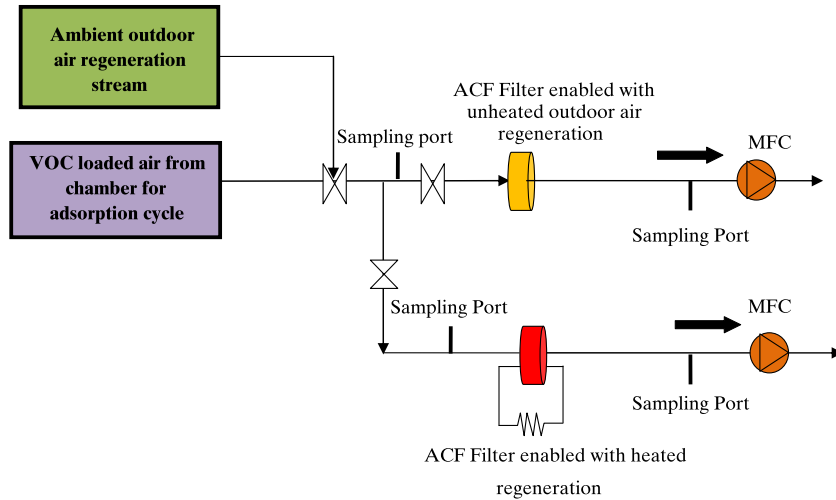 Ambient outdoor
air regeneration
stream
VOC loaded air from
chamber for
adsorption cycle
Sampling port
ACF Filter enabled with
unheated outdoor air
regeneration
MFC
Sampling Port
Sampling Port
MFC
Sampling Port
ACF Filter enabled with heated
regeneration